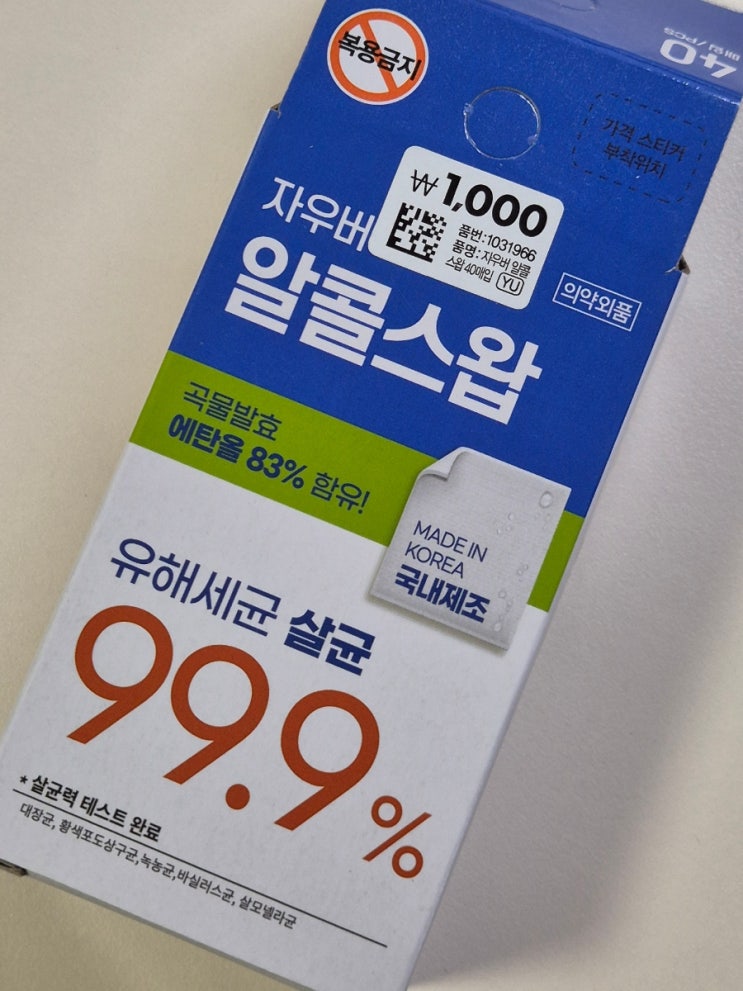 복용금지
40
매입/PCS
가격 스티커
부착위치
₩1,000
품번:1031966
품명:자우버 알콜
스왑 40매입 YU
자우버
알콜스왑
의약외품
곡물발효
에탄올 83% 함유!
MADE IN
KOREA
국내제조
유해세균 살균
99.9%
* 살균력 테스트 완료
대장균, 황색포도상구균,녹농균,바실러스균, 살모넬라균